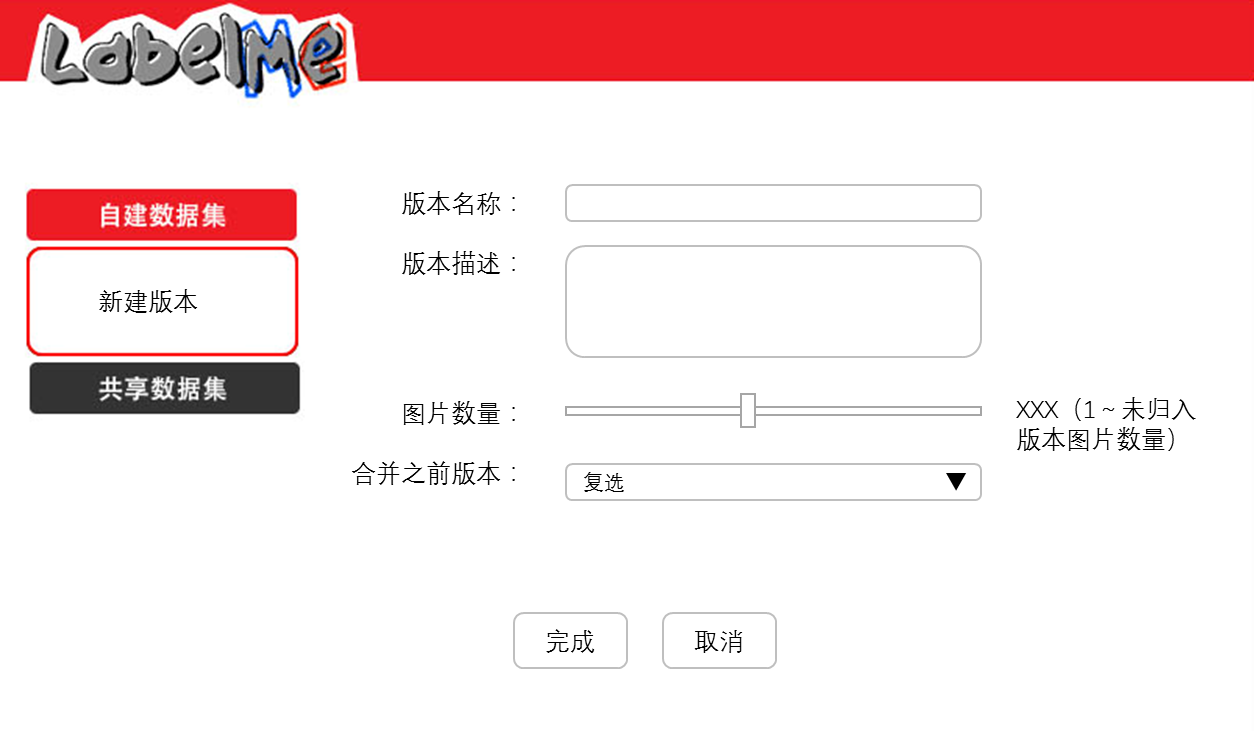 LabelMe
自建数据集
新建版本
共享数据集
版本名称：
版本描述：
图片数量：
XXX（1~未归入
版本图片数量）
合并之前版本：
复选
完成
取消